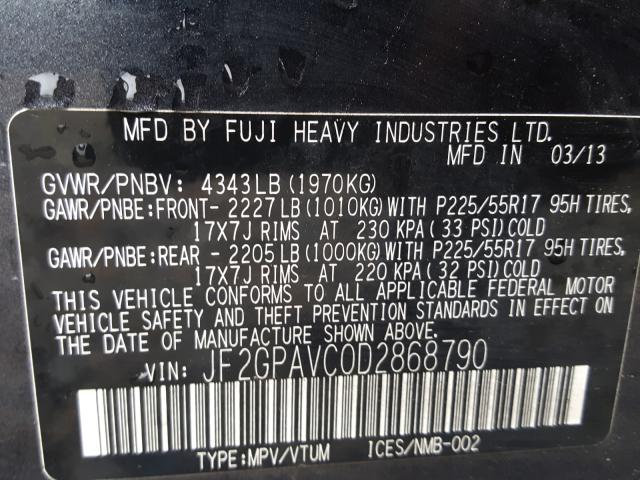 MFD BY FUJI HEAVY INDUSTRIES LTD.
MFD IN 03/13
GVWR/PNBV: 4343LB(1970KG)
GAWR/PNBE:FRONT- 2227LB(1010KG)WITH P225/55R17 95H TIRES,
17X7J RIMS AT 230 KPA(33 PSI)COLD
GAWR/PNBE:REAR - 2205LB(1000KG)WITH P225/55R17 95H TIRES,
17X7J RIMS AT 220 KPA(32 PSI)COLD
THIS VEHICLE CONFORMS TO ALL APPLICABLE FEDERAL MOTOR
VEHICLE SAFETY AND THEFT PREVENTION STANDARDS IN EFFECT ON
THE DATE OF MANUFACTURE SHOWN ABOVE.
VIN: JF2GPAVC0D2868790
TYPE:MPV/VTUM ICES/NMB-002